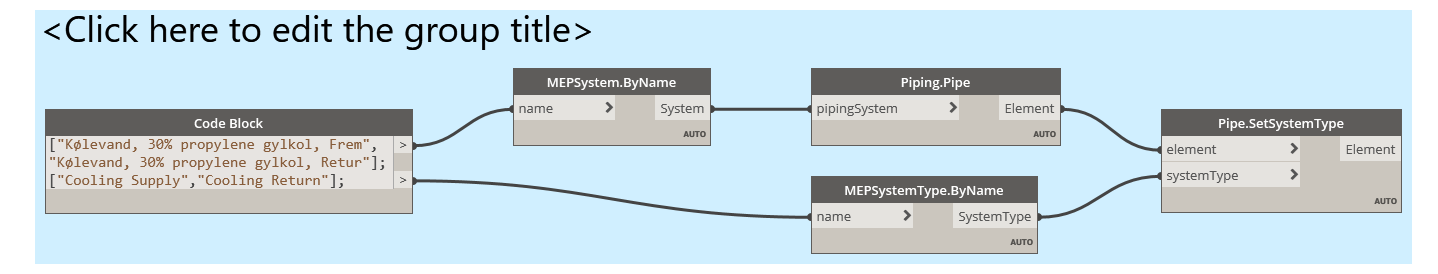 <Click here to edit the group title>
Code Block
["Kølevand, 30% propylene gylkol, Frem", >
"Kølevand, 30% propylene gylkol, Retur"];
["Cooling Supply","Cooling Return"]; >
MEPSystem.ByName
name > System
AUTO
Piping.Pipe
pipingSystem > Element
AUTO
MEPSystemType.ByName
name > SystemType
AUTO
Pipe.SetSystemType
element > Element
systemType >
AUTO